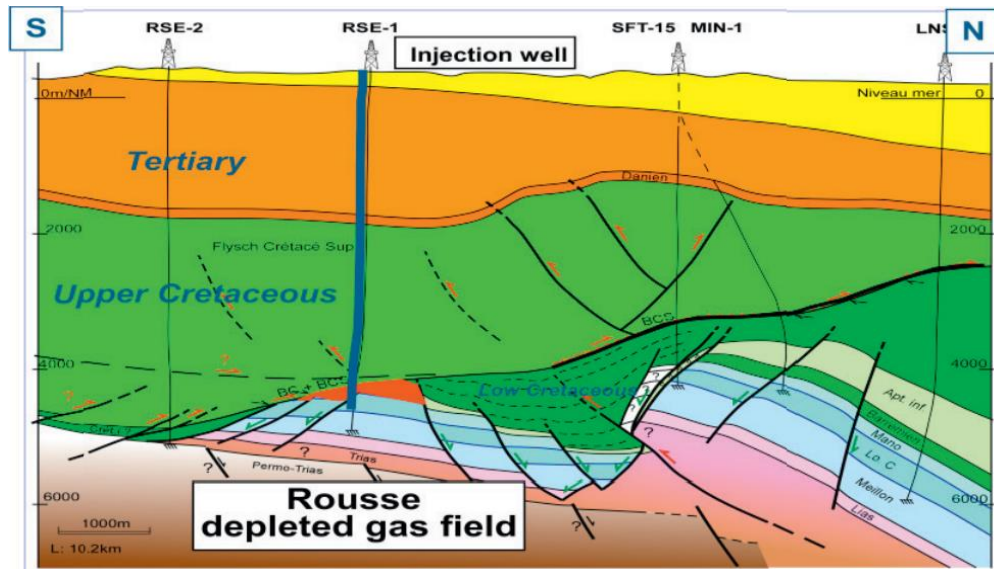 S
RSE-2
RSE-1
SFT-15 MIN-1
N
Injection well
0m/NM
Niveau mer
0
Tertiary
Danien
2000
2000
Flysch Crétacé Sup
Upper Cretaceous
BCS
4000
4000
Low Cretaceous
Apt. inf
Barrémien
Mano
Lo. C
Meillon
Lias
Trias
Permo-Trias
6000
6000
Rousse
depleted gas field
1000m
L: 10.2km